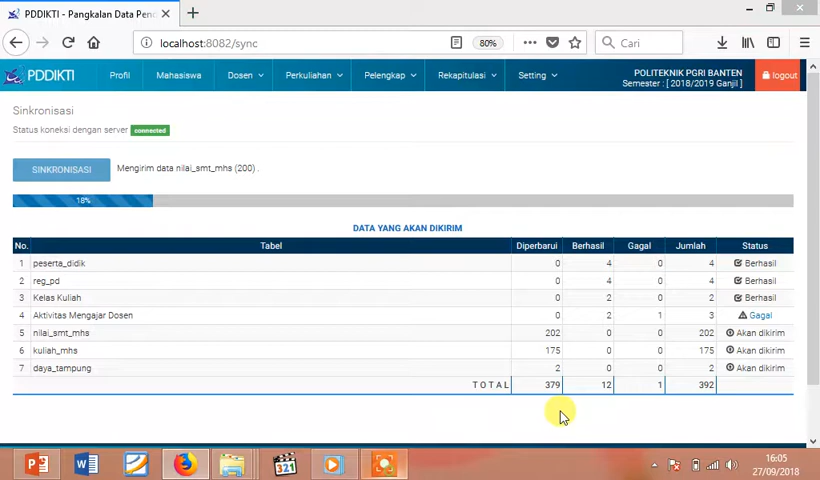 PDDIKTI - Pangkalan Data Pend
localhost:8082/sync
80%
Cari
PDDIKTI
Profil
Mahasiswa
Dosen
Perkuliahan
Pelengkap
Rekapitulasi
Setting
POLITEKNIK PGRI BANTEN
Semester : [ 2018/2019 Ganjil ]
logout
Sinkronisasi
Status koneksi dengan server connected
SINKRONISASI
Mengirim data nilai_smt_mhs (200) .
18%
DATA YANG AKAN DIKIRIM
No. Tabel Diperbarui Berhasil Gagal Jumlah Status
1 peserta_didik 0 4 0 4 Berhasil
2 reg_pd 0 4 0 4 Berhasil
3 Kelas Kuliah 0 2 0 2 Berhasil
4 Aktivitas Mengajar Dosen 0 2 1 3 Gagal
5 nilai_smt_mhs 202 0 0 202 Akan dikirim
6 kuliah_mhs 175 0 0 175 Akan dikirim
7 daya_tampung 2 0 0 2 Akan dikirim
T O T A L 379 12 1 392
321
16:05
27/09/2018